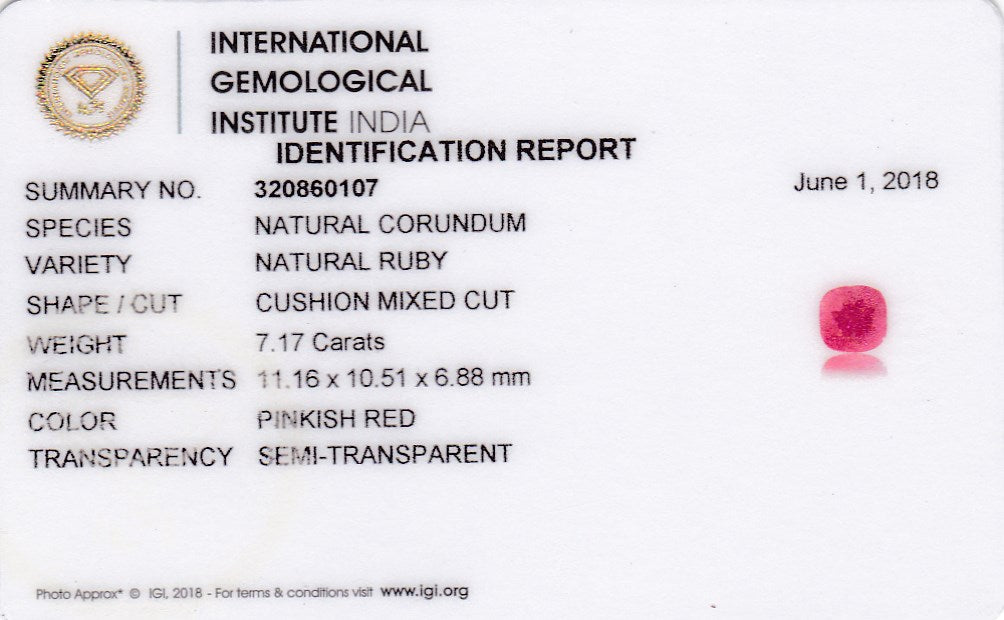 INTERNATIONAL
GEMOLOGICAL
INSTITUTE INDIA
IDENTIFICATION REPORT
SUMMARY NO. 320860107
June 1, 2018
SPECIES NATURAL CORUNDUM
VARIETY NATURAL RUBY
SHAPE / CUT CUSHION MIXED CUT
WEIGHT 7.17 Carats
MEASUREMENTS 11.16 x 10.51 x 6.88 mm
COLOR PINKISH RED
TRANSPARENCY SEMI-TRANSPARENT
Photo Approx* © IGI, 2018 - For terms & conditions visit www.igi.org